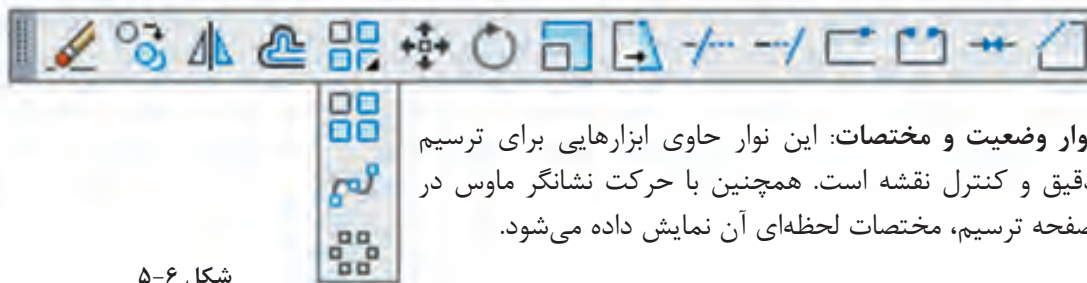 وار وضعیت و مختصات: این نوار حاوی ابزارهایی برای ترسیم
دقیق و کنترل نقشه است. همچنین با حرکت نشانگر ماوس در
صفحه ترسیم، مختصات لحظه‌ای آن نمایش داده می‌شود.
شکل ۶-۵